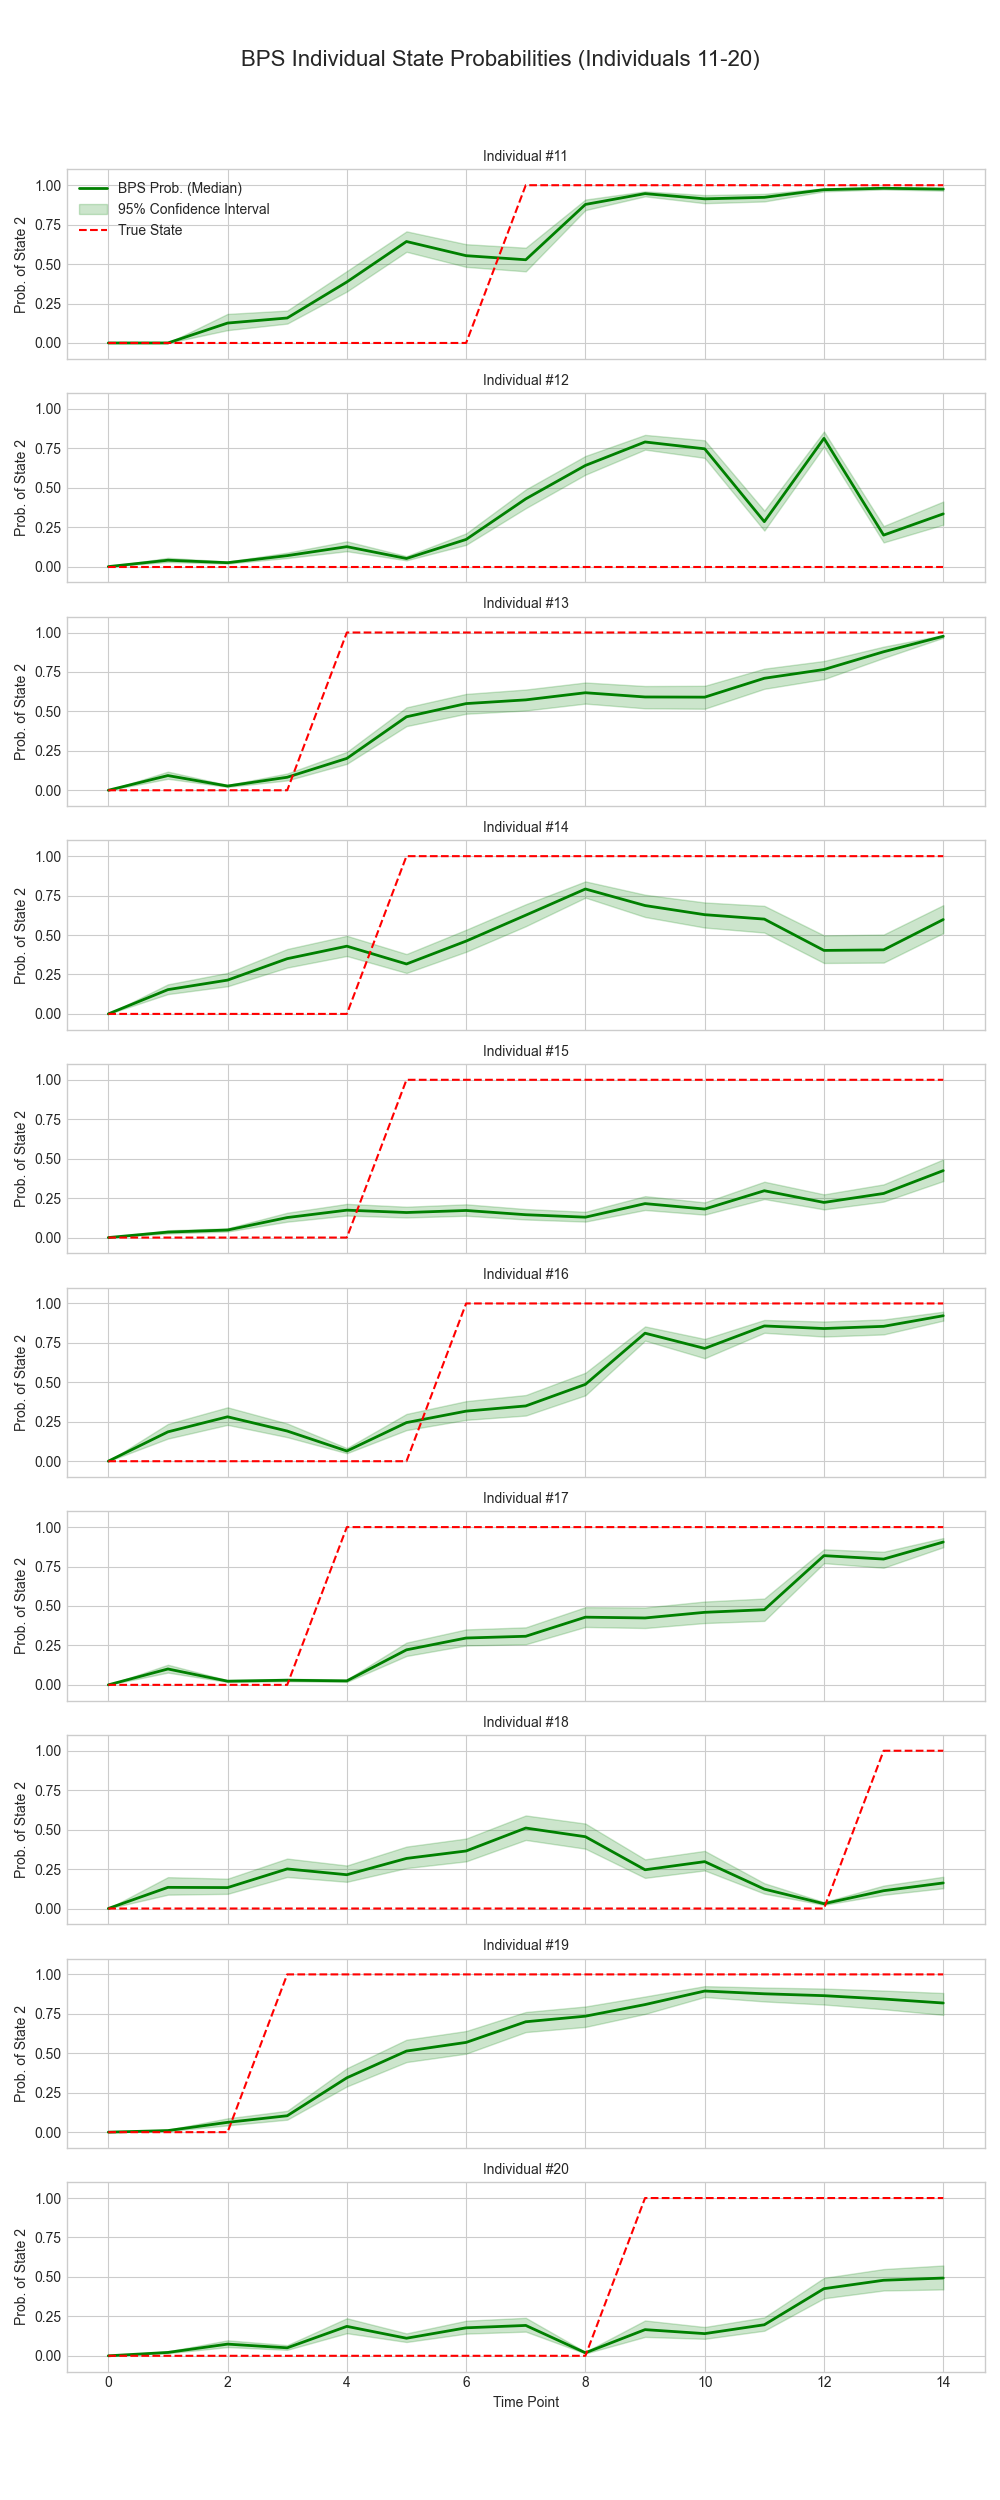 BPS Individual State Probabilities (Individuals 11-20)
Individual #11
1.00
0.75
0.50
0.25
0.00
Prob. of State 2
BPS Prob. (Median)
95% Confidence Interval
True State
Individual #12
1.00
0.75
0.50
0.25
0.00
Prob. of State 2
Individual #13
1.00
0.75
0.50
0.25
0.00
Prob. of State 2
Individual #14
1.00
0.75
0.50
0.25
0.00
Prob. of State 2
Individual #15
1.00
0.75
0.50
0.25
0.00
Prob. of State 2
Individual #16
1.00
0.75
0.50
0.25
0.00
Prob. of State 2
Individual #17
1.00
0.75
0.50
0.25
0.00
Prob. of State 2
Individual #18
1.00
0.75
0.50
0.25
0.00
Prob. of State 2
Individual #19
1.00
0.75
0.50
0.25
0.00
Prob. of State 2
Individual #20
1.00
0.75
0.50
0.25
0.00
Prob. of State 2
0 2 4 6 8 10 12 14
Time Point